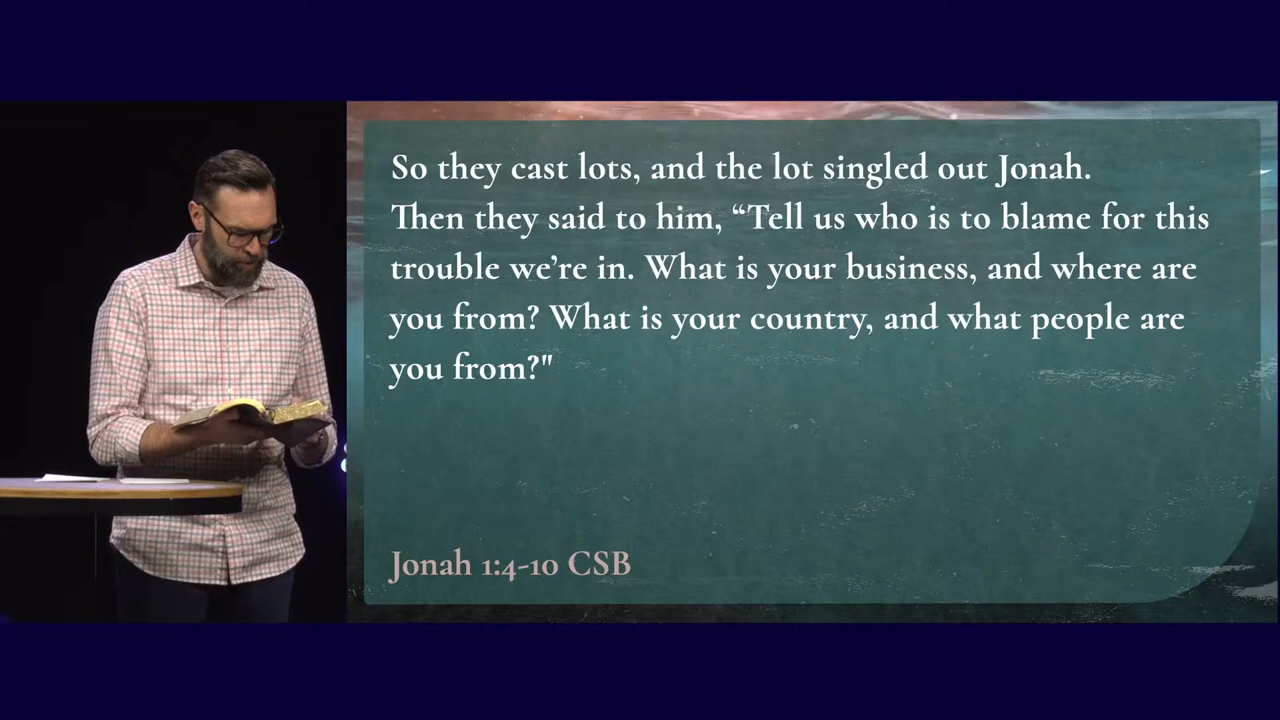 So they cast lots, and the lot singled out Jonah.
Then they said to him, “Tell us who is to blame for this
trouble we’re in. What is your business, and where are
you from? What is your country, and what people are
you from?"
Jonah 1:4-10 CSB